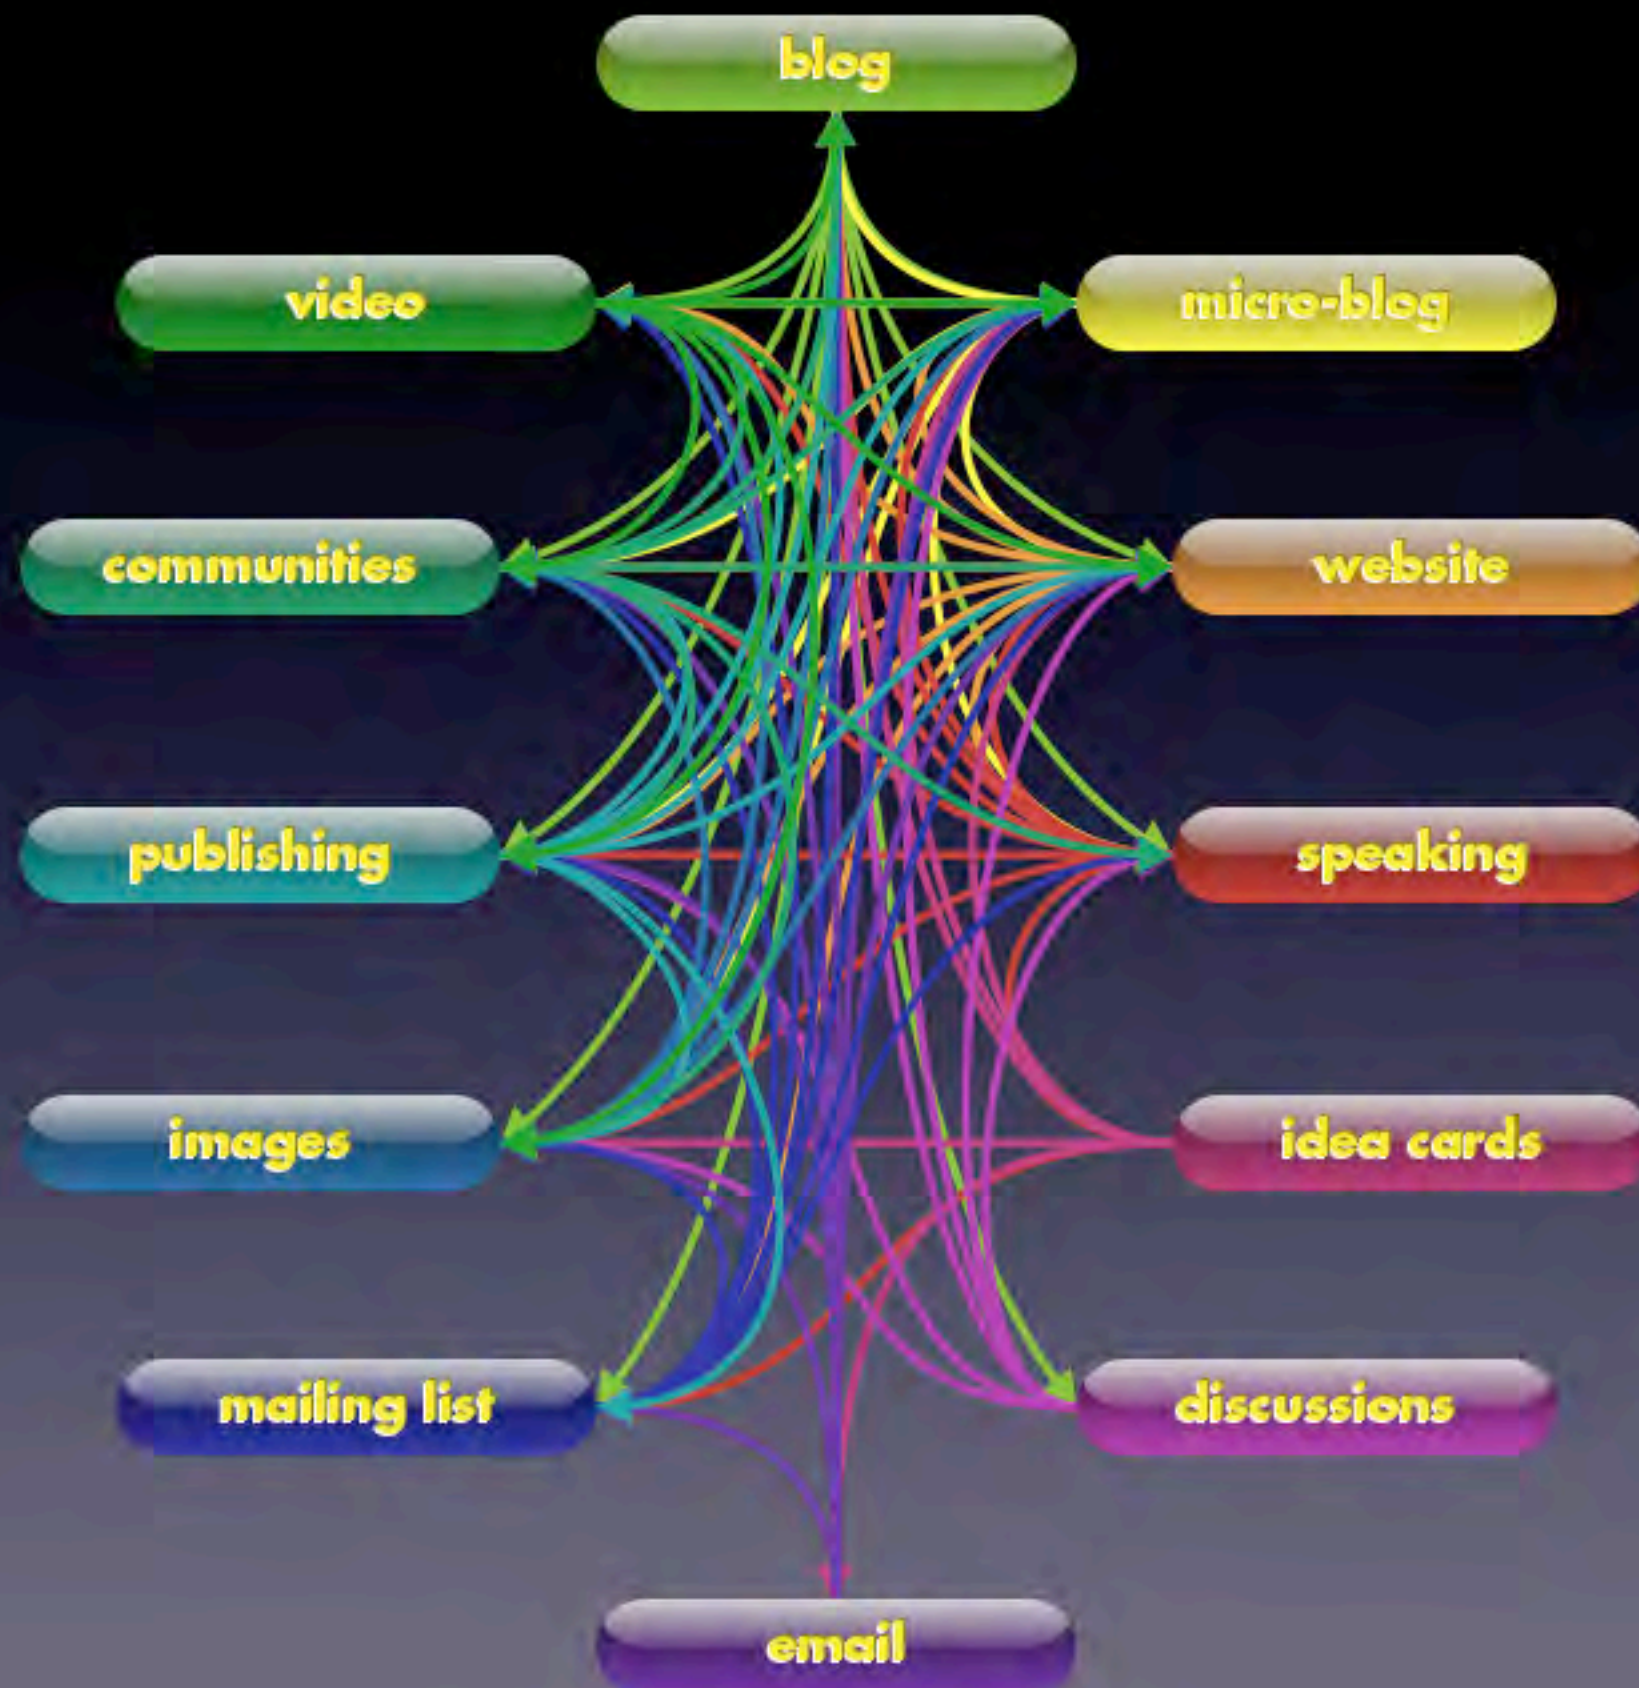 blog
video
micro-blog
communities
website
publishing
speaking
images
idea cards
mailing list
discussions
email